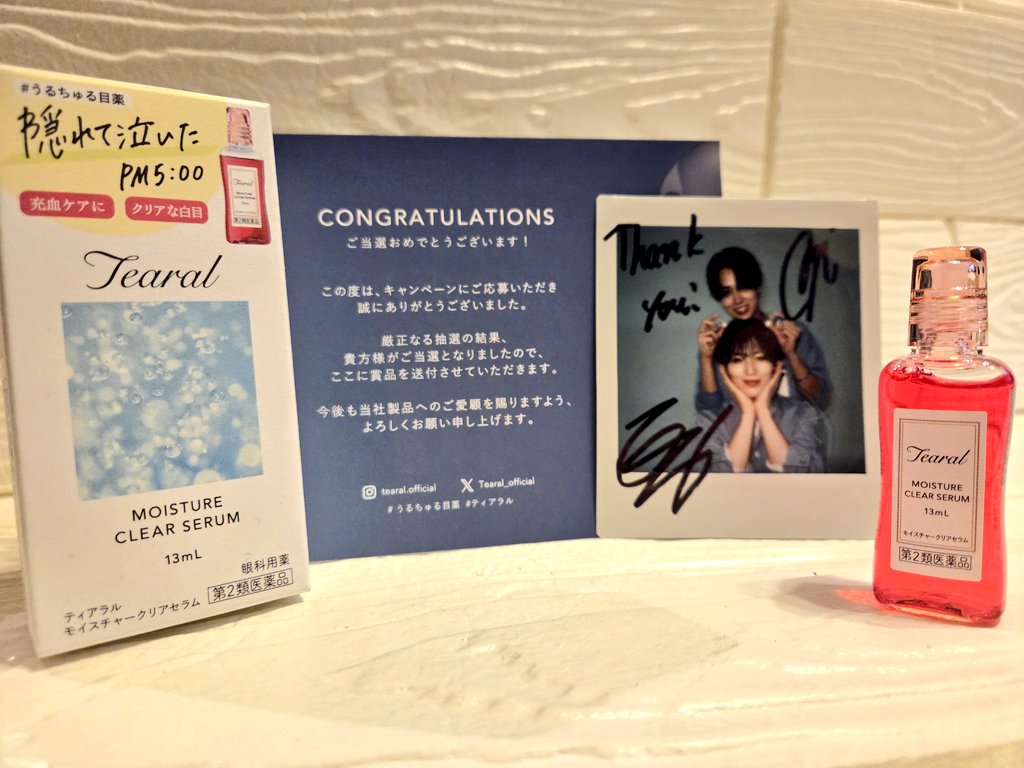 #うるちゅる目薬
隠れて泣いた
PM5:00
充血ケアに
クリアな白目
Tearal
MOISTURE
CLEAR SERUM
13mL
眼科用薬
第2類医薬品
ティアラル
モイスチャークリアセラム
CONGRATULATIONS
ご当選おめでとうございます!
この度は、キャンペーンにご応募いただき
誠にありがとうございました。
厳正なる抽選の結果、
貴方様がご当選となりましたので、
ここに賞品を送付させていただきます。
今後も当社製品へのご愛顧を賜りますよう、
よろしくお願い申し上げます。
tearal.official
Tearal_official
#うるちゅる目薬 #ティアラル
Thank
you!
Tearal
MOISTURE
CLEAR SERUM
13mL
モイスチャークリアセラム
第2類医薬品